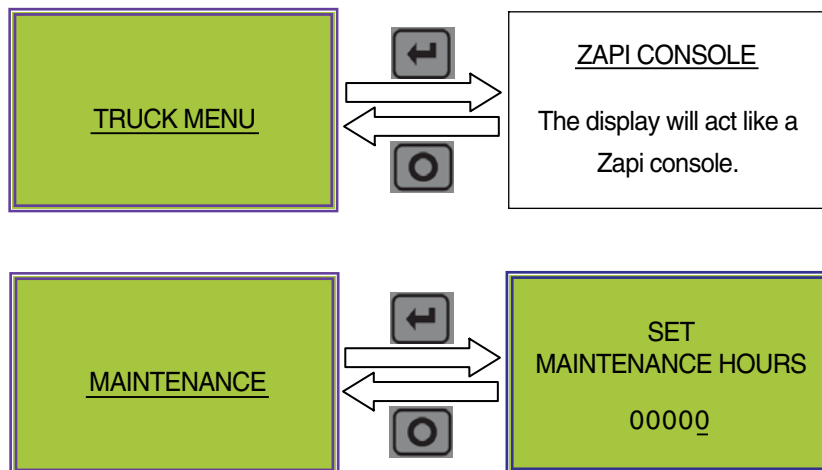 TRUCK MENU
ZAPI CONSOLE
The display will act like a
Zapi console.
MAINTENANCE
SET
MAINTENANCE HOURS
00000